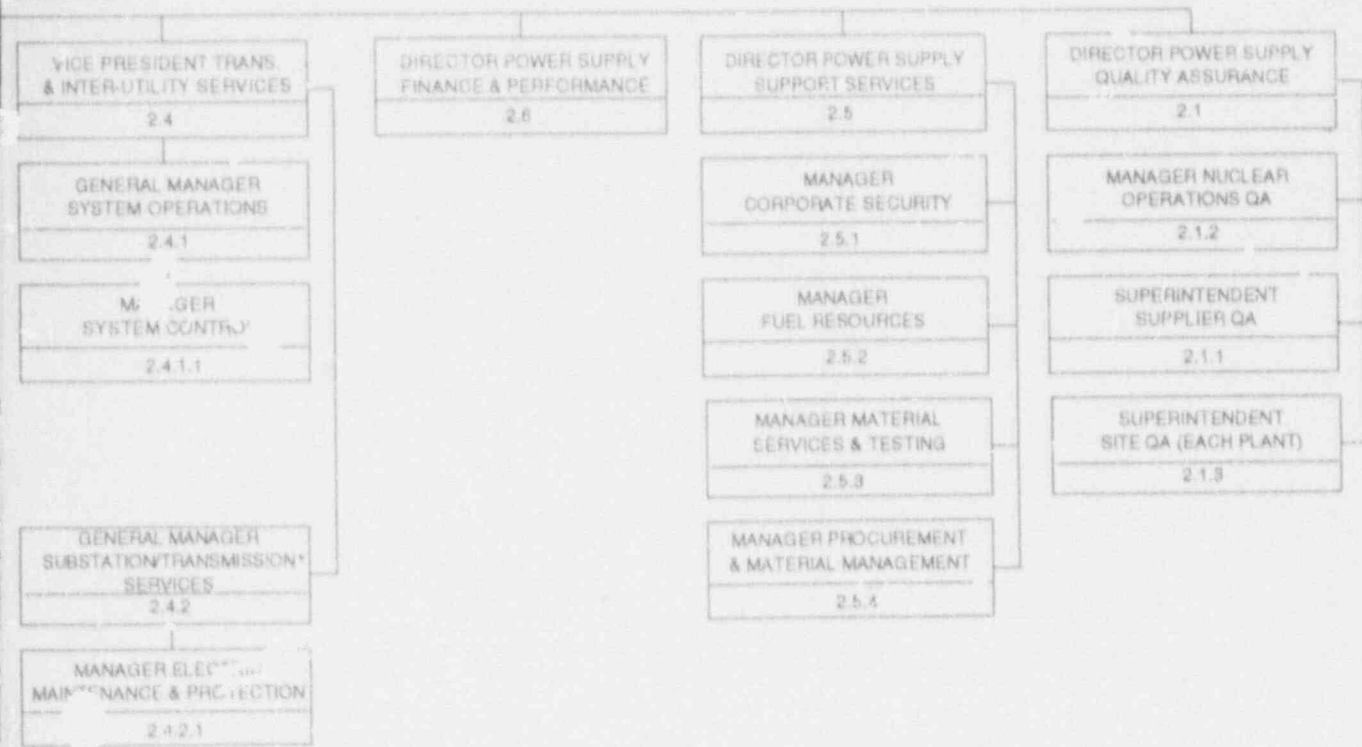 VICE PRESIDENT TRANS.
& INTER-UTILITY SERVICES
2.4
GENERAL MANAGER
SYSTEM OPERATIONS
2.4.1
SYSTEM
2.4.1.1
GENERAL MANAGER
SUBSTATION/TRANSMISSION*
SERVICES
2.4.2
MANAGER
& PROTECTION
2.4.2.1
DIRECTOR POWER SUPPLY
FINANCE & PERFORMANCE
2.6
DIRECTOR POWER SUPPLY
SUPPORT SERVICES
2.5
MANAGER
CORPORATE SECURITY
2.5.1
MANAGER
FUEL RESOURCES
2.5.2
MANAGER MATERIAL
SERVICES & TESTING
2.5.3
MANAGER PROCUREMENT
& MATERIAL MANAGEMENT
2.5.4
DIRECTOR POWER SUPPLY
QUALITY ASSURANCE
2.1
MANAGER NUCLEAR
OPERATIONS QA
2.1.2
SUPERINTENDENT
SUPPLIER QA
2.1.1
SUPERINTENDENT
SITE QA (EACH PLANT)
2.1.3